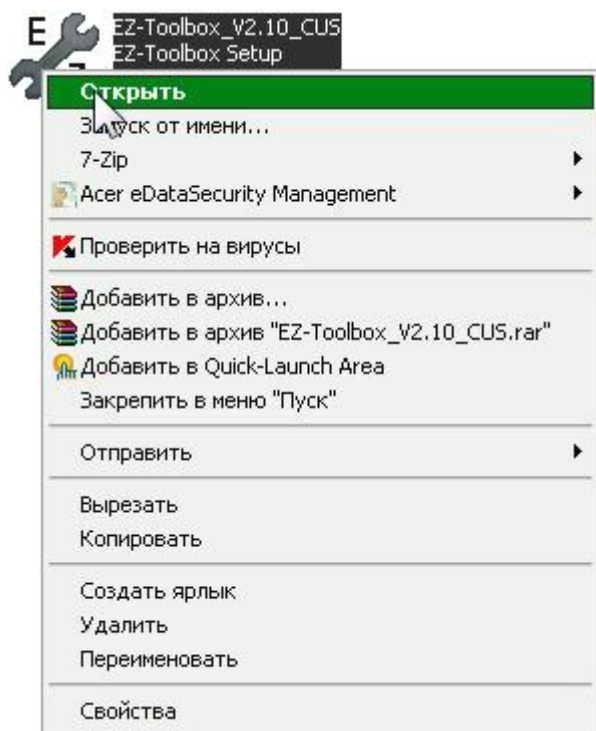 E
EZ-Toolbox_V2.10_CUS
EZ-Toolbox Setup
Открыть
Запуск от имени...
7-Zip
Acer eDataSecurity Management
Проверить на вирусы
Добавить в архив...
Добавить в архив "EZ-Toolbox_V2.10_CUS.rar"
Добавить в Quick-Launch Area
Закрепить в меню "Пуск"
Отправить
Вырезать
Копировать
Создать ярлык
Удалить
Переименовать
Свойства